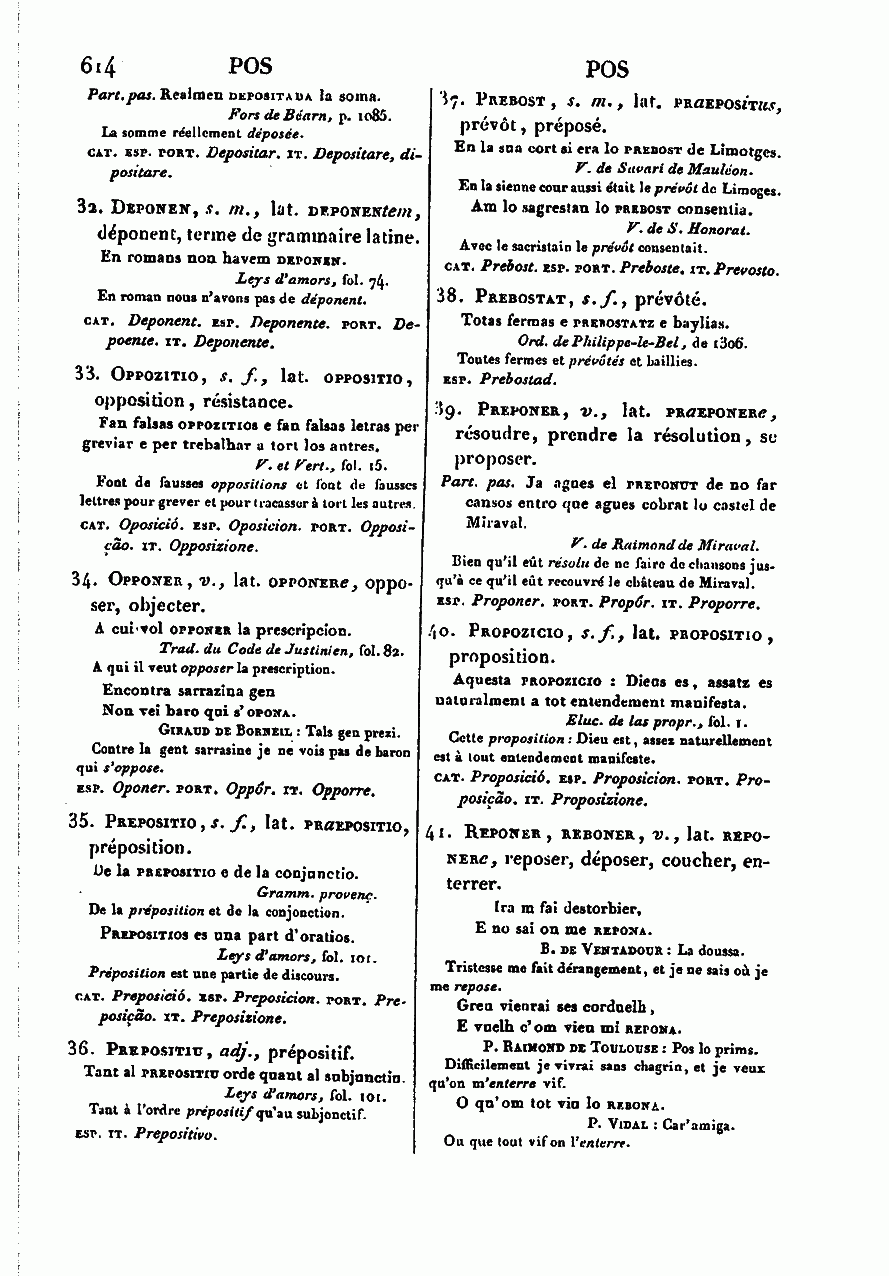 614 POS
Part. pas. Realmen DEPOSITADA la soma.
Fors de Béarn, p. 1085.
La somme réellement déposée.
CAT. ESP. PORT. Depositar. IT. Depositare, di-
positare.
32. DEPONEN, s. m., lat. DEPONENtem,
déponent, terme de grammaire latine.
En romans non havem DEPONEN.
Leys d'amors, fol. 74.
En roman nous n'avons pas de déponent.
CAT. Deponent. ESP. Deponente. PORT. De-
poente. IT. Deponente.
33. OPPOZITIO, s. f., lat. OPPOSITIO,
opposition, résistance.
Fan falsas OPPOZITIOS e fan falsas letras per
greviar e per trebalhar a tort los autres.
V. et Vert., fol. 15.
Font de fausses oppositions et font de fausses
lettres pour grever et pour tracasser à tort les autres.
CAT. Oposició. ESP. Oposicion. PORT. Opposi-
ção. IT. Opposizione.
34. OPPONER, v., lat. OPPONERe, oppo-
ser, objecter.
A cui vol OPPONER la prescripcion.
Trad. du Code de Justinien, fol. 82.
A qui il veut opposer la prescription.
Encontra sarrazina gen
Non vei baro qui s'OPONA.
GIRAUD DE BORNEIL : Tals gen prezi.
Contre la gent sarrasine je ne vois pas de baron
qui s'oppose.
ESP. Oponer. PORT. Oppôr. IT. Opporre.
35. PREPOSITIO, s. f., lat. PRaEPOSITIO,
préposition.
De la PREPOSITIO e de la conjunctio.
Gramm. provenç.
De la préposition et de la conjonction.
PREPOSITIOS es una part d'oratios.
Leys d'amors, fol. 101.
Préposition est une partie de discours.
CAT. Preposició. ESP. Preposicion. PORT. Pre-
posição. IT. Preposizione.
36. PREPOSITIU, adj., prépositif.
Tant al PREPOSITIU orde quant al subjunctiu.
Leys d'amors, fol. 101.
Tant à l'ordre prépositif qu'au subjonctif.
ESP. IT. Prepositivo.
POS
37. PREBOST, s. m., lat. PRaEPOSitus,
prévôt, préposé.
En la sua cort si era lo PREBOST de Limotges.
V. de Savari de Mauléon.
En la sienne cour aussi était le prévôt de Limoges.
Am lo sagrestan lo PREBOST consentia.
V. de S. Honorat.
Avec le sacristain le prévôt consentait.
CAT. Prebost. ESP. PORT. Preboste. IT. Prevosto.
38. PREBOSTAT, s. f., prévôté.
Totas fermas e PREBOSTATZ e baylias.
Ord. de Philippe-le-Bel, de 1306.
Toutes fermes et prévôtés et baillies.
ESP. Prebostad.
39. PREPONER, v., lat. PRaEPONERe,
résoudre, prendre la résolution, se
proposer.
Part. pas. Ja agues el PREPONUT de no far
cansos entro que agues cobrat lo castel de
Miraval.
V. de Raimond de Miraval.
Bien qu'il eût résolu de ne faire de chansons jus-
qu'à ce qu'il eût recouvré le château de Miraval.
ESP. Proponer. PORT. Propôr. IT. Proporre.
40. PROPOZICIO, s. f., lat. PROPOSITIO,
proposition.
Aquesta PROPOZICIO : Dieus es, assatz es
naturalment a tot entendement manifesta.
Eluc. de las propr., fol. 1.
Cette proposition : Dieu est, assez naturellement
est à tout entendement manifeste.
CAT. Proposició. ESP. Proposicion. PORT. Pro-
posição. IT. Proposizione.
41. REPONER, REBONER, v., lat. REPO-
NERe, reposer, déposer, coucher, en-
terrer.
Ira m fai destorbier,
E no sai on me REPONA.
B. DE VENTADOUR : La doussa.
Tristesse me fait dérangement, et je ne sais où je
me repose.
Greu vienrai ses corduelh,
E vuelh c'om vieu mi REPONA.
P. RAIMOND DE TOULOUSE : Pos lo prims.
Difficilement je vivrai sans chagrin, et je veux
qu'on m'enterre vif.
O qu'om tot viu lo REBONA.
P. VIDAL : Car'amiga.
Ou que tout vif on l'enterre.